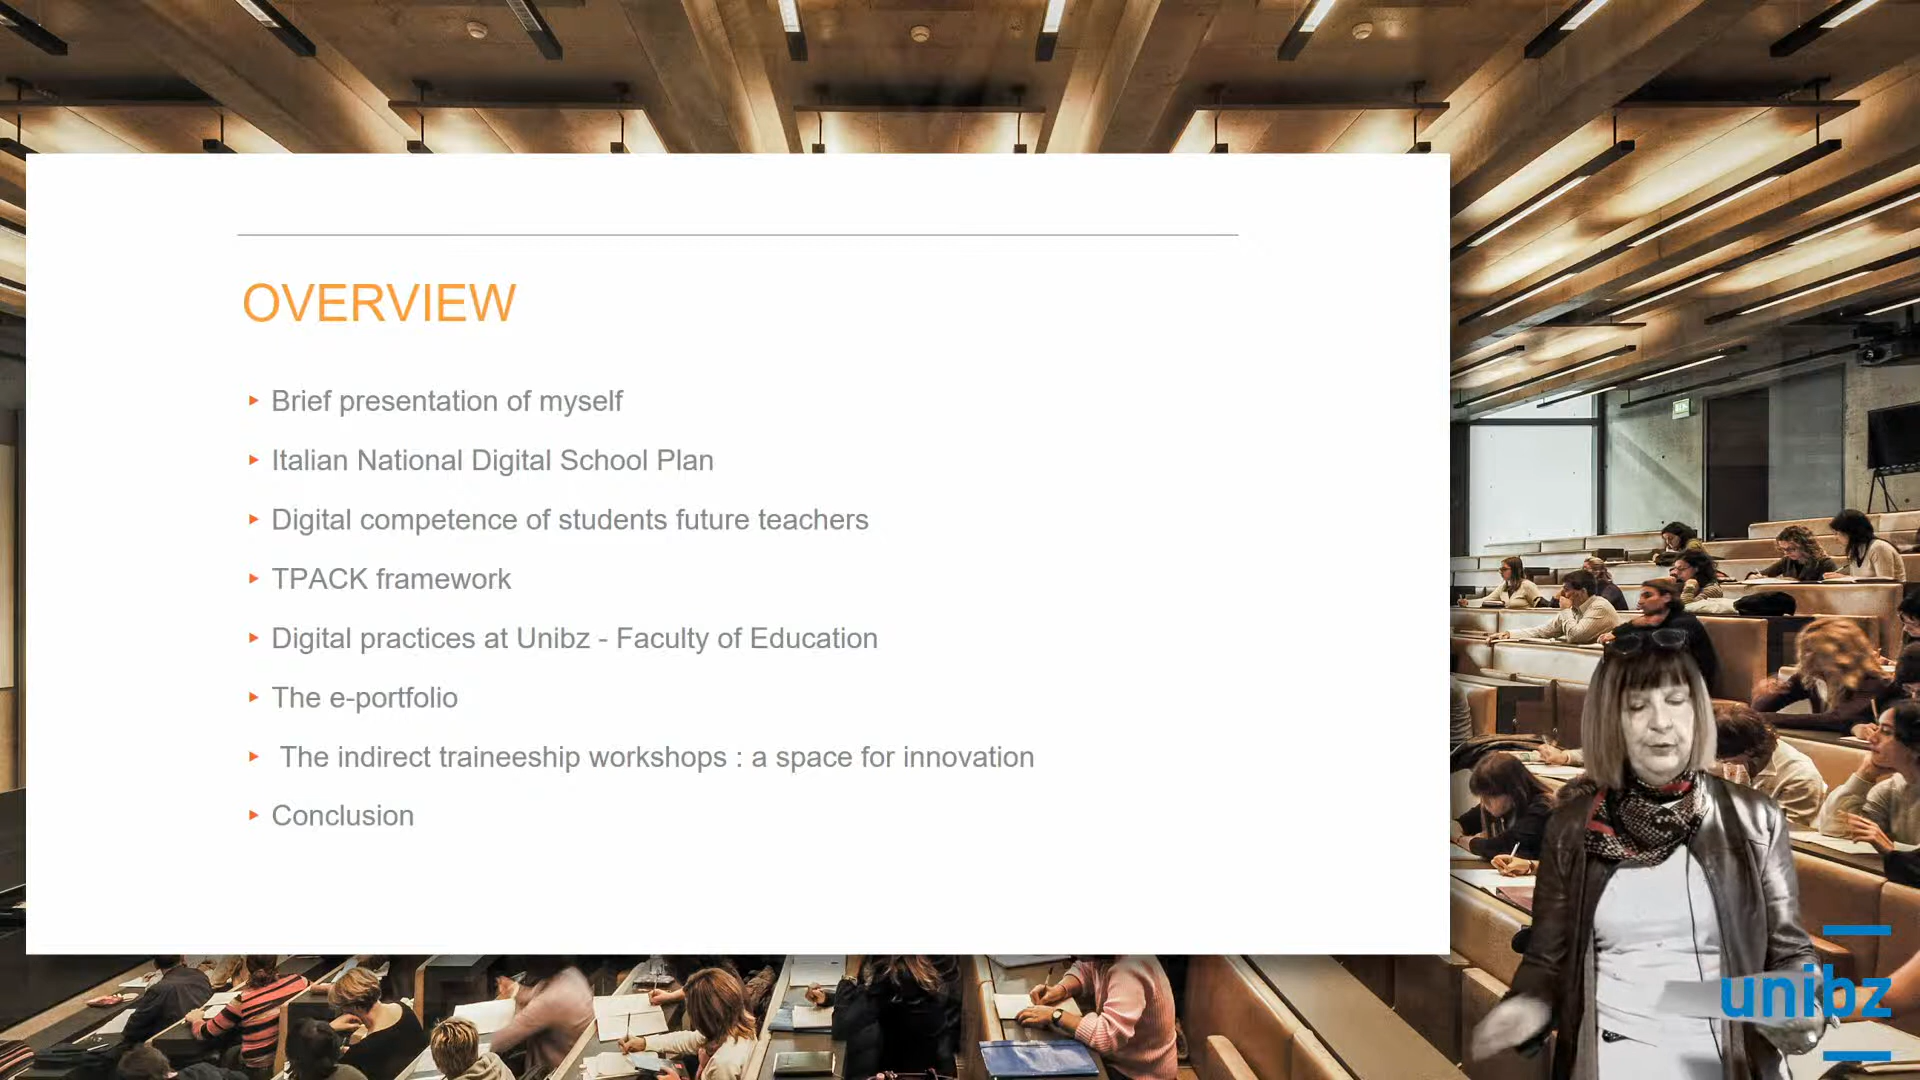 OVERVIEW
Brief presentation of myself
Italian National Digital School Plan
Digital competence of students future teachers
TPACK framework
Digital practices at Unibz - Faculty of Education
The e-portfolio
The indirect traineeship workshops : a space for innovation
Conclusion
unibz